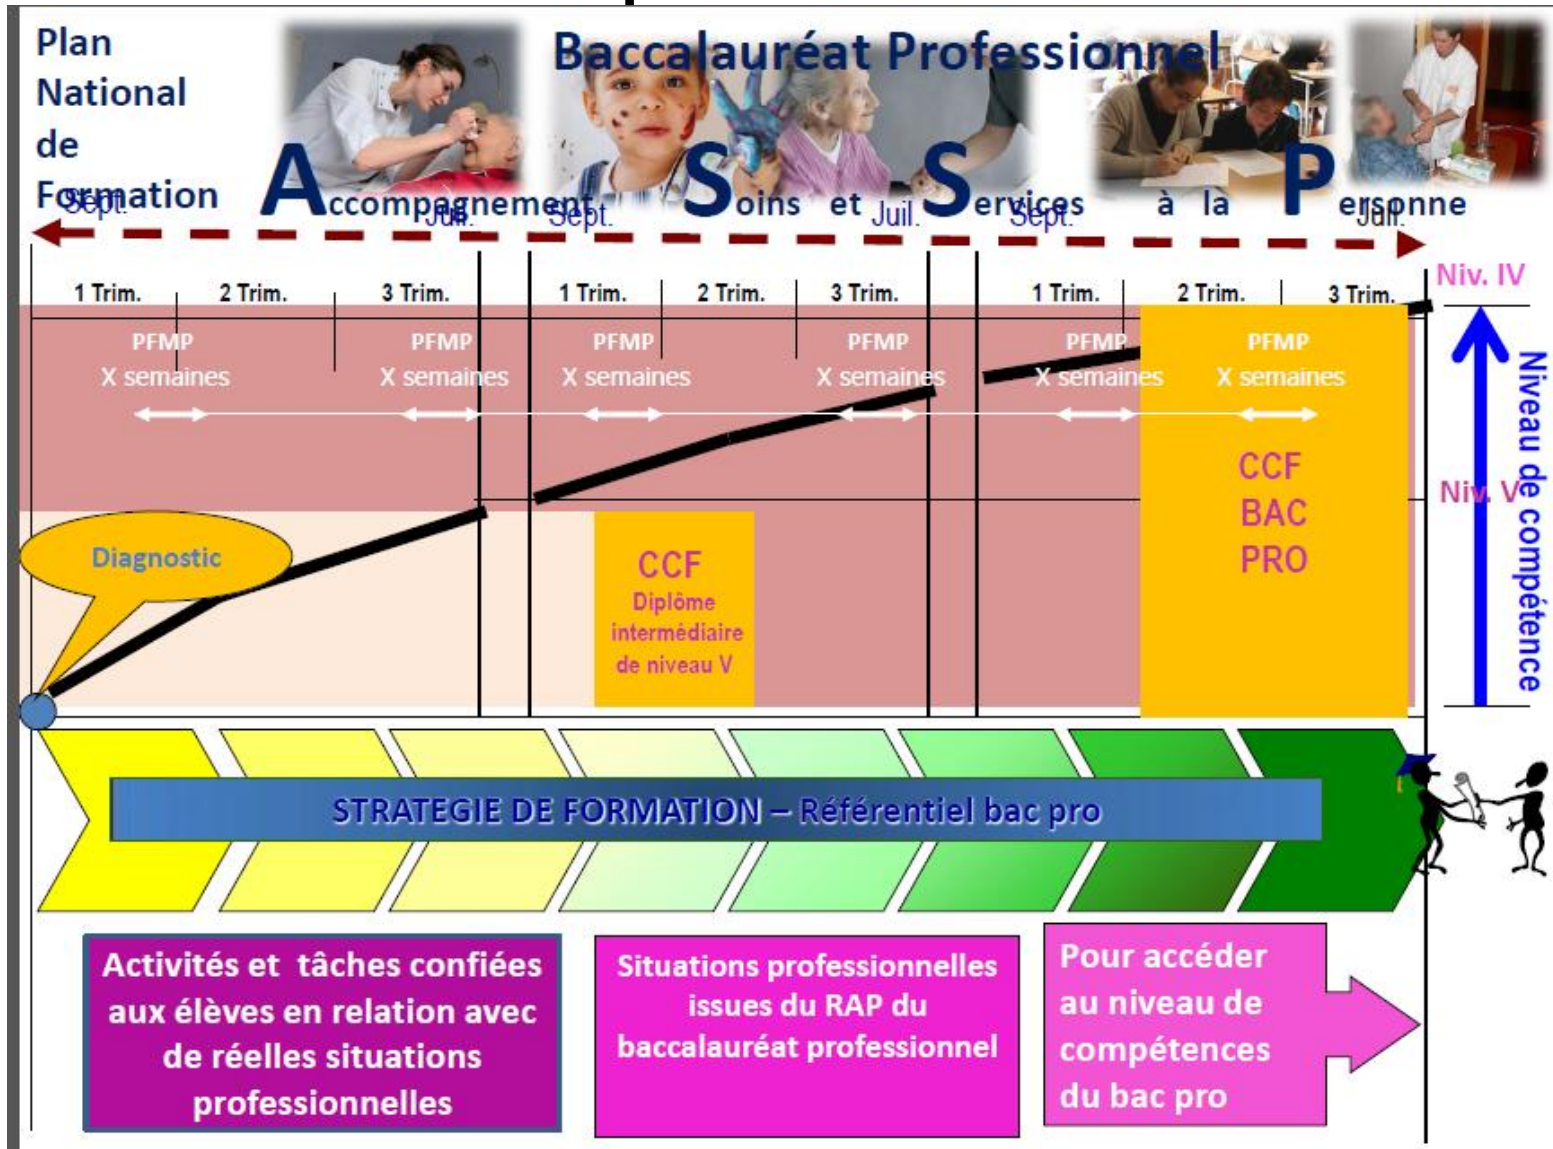 Plan
National
de
Formation
Baccalauréat Professionnel
Accompagnement Soins et Services à la Personne
Sept. Juil. Sept. Juil. Sept. Juil.
1 Trim. 2 Trim. 3 Trim. 1 Trim. 2 Trim. 3 Trim. 1 Trim. 2 Trim. 3 Trim.
Niv. IV
PFMP PFMP PFMP PFMP PFMP PFMP
X semaines X semaines X semaines X semaines X semaines X semaines
Niveau de compétence
Niv. V
CCF
BAC
PRO
Diagnostic
CCF
Diplôme
intermédiaire
de niveau V
STRATEGIE DE FORMATION – Référentiel bac pro
Activités et tâches confiées
aux élèves en relation avec
de réelles situations
professionnelles
Situations professionnelles
issues du RAP du
baccalauréat professionnel
Pour accéder
au niveau de
compétences
du bac pro